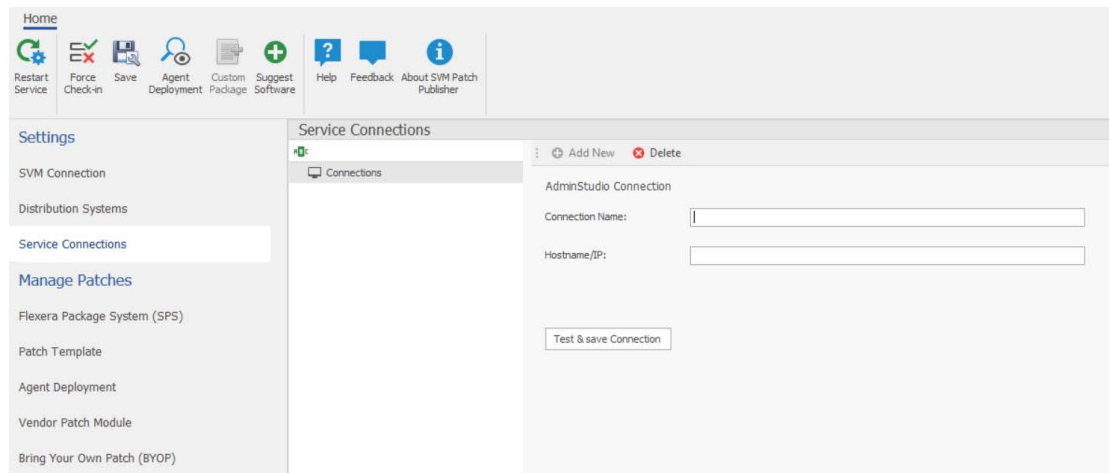 Home
Restart Service
Force Check-in
Save
Agent Deployment
Custom Package
Suggest Software
Help
Feedback
About SVM Patch Publisher
Settings
SVM Connection
Distribution Systems
Service Connections
Manage Patches
Flexera Package System (SPS)
Patch Template
Agent Deployment
Vendor Patch Module
Bring Your Own Patch (BYOP)
Service Connections
Connections
Add New
Delete
AdminStudio Connection
Connection Name:
Hostname/IP:
Test & save Connection